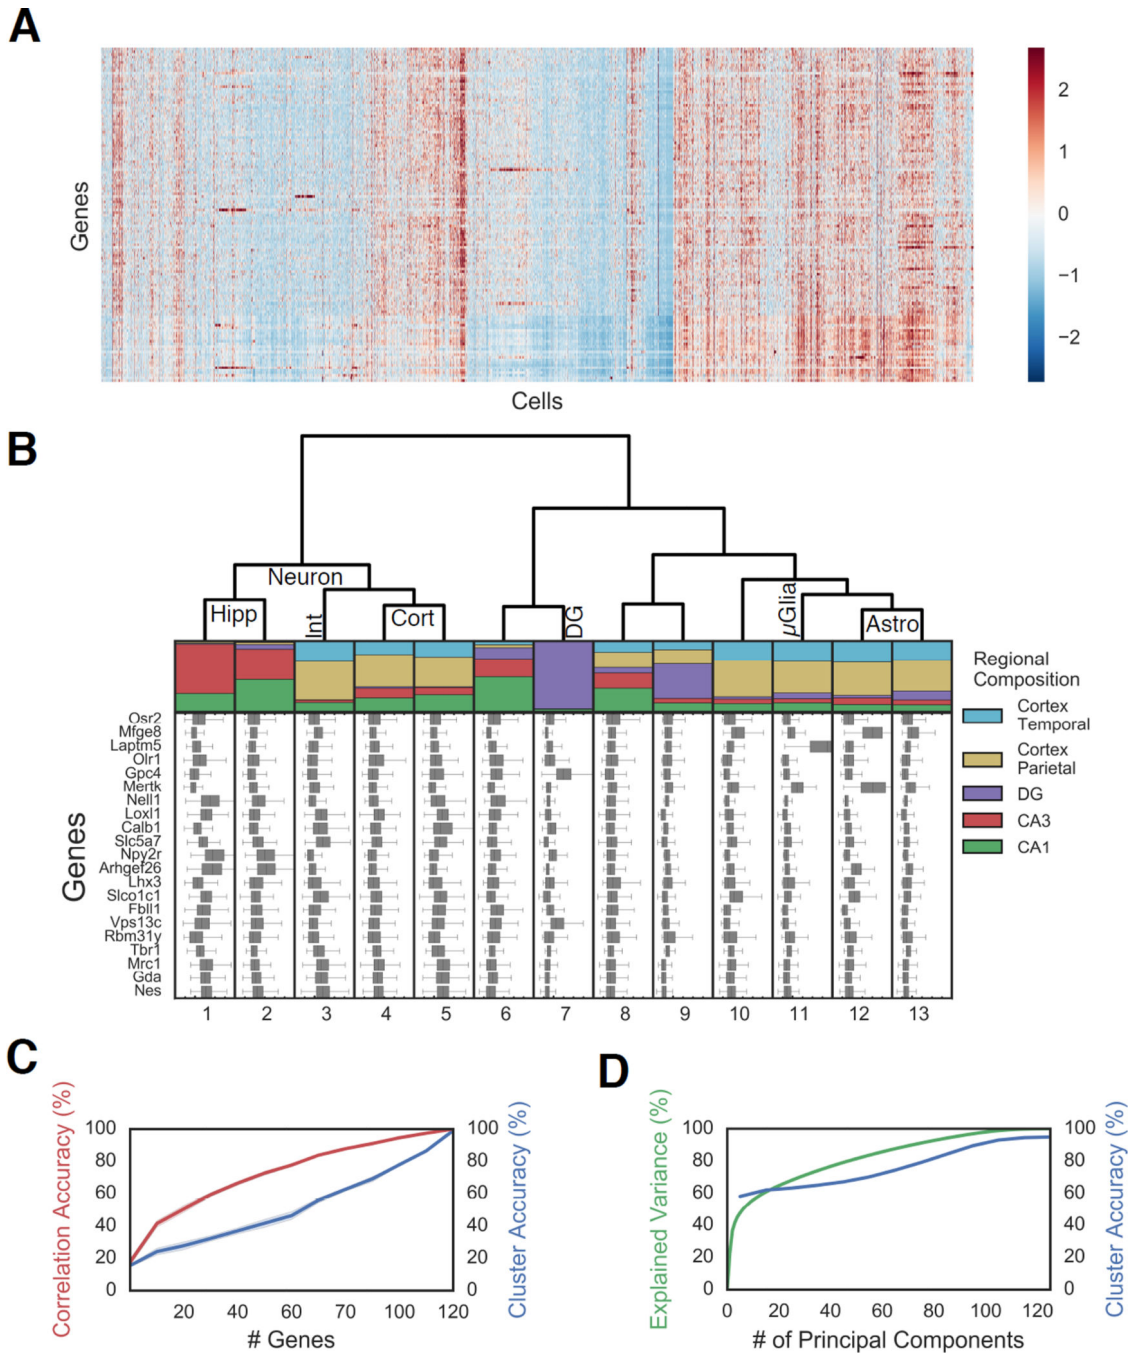 A
Genes
2
1
0
−1
−2
Cells
B
Neuron
Hipp
Int
Cort
DG
μGlia
Astro
Regional
Composition
Cortex
Temporal
Cortex
Parietal
DG
CA3
CA1
Genes
Osr2
Mfge8
Laptm5
Olr1
Gpc4
Mertk
Nell1
Loxl1
Calb1
Slc5a7
Npy2r
Arhgef26
Lhx3
Slco1c1
Fbll1
Vps13c
Rbm31y
Tbr1
Mrc1
Gda
Nes
1 2 3 4 5 6 7 8 9 10 11 12 13
C
Correlation Accuracy (%)
100
80
60
40
20
0
100
80
60
40
20
0
Cluster Accuracy (%)
20 40 60 70 100 120
# Genes
D
Explained Variance (%)
100
80
60
40
20
0
100
80
60
40
20
0
Cluster Accuracy (%)
0 20 40 60 80 100 120
# of Principal Components